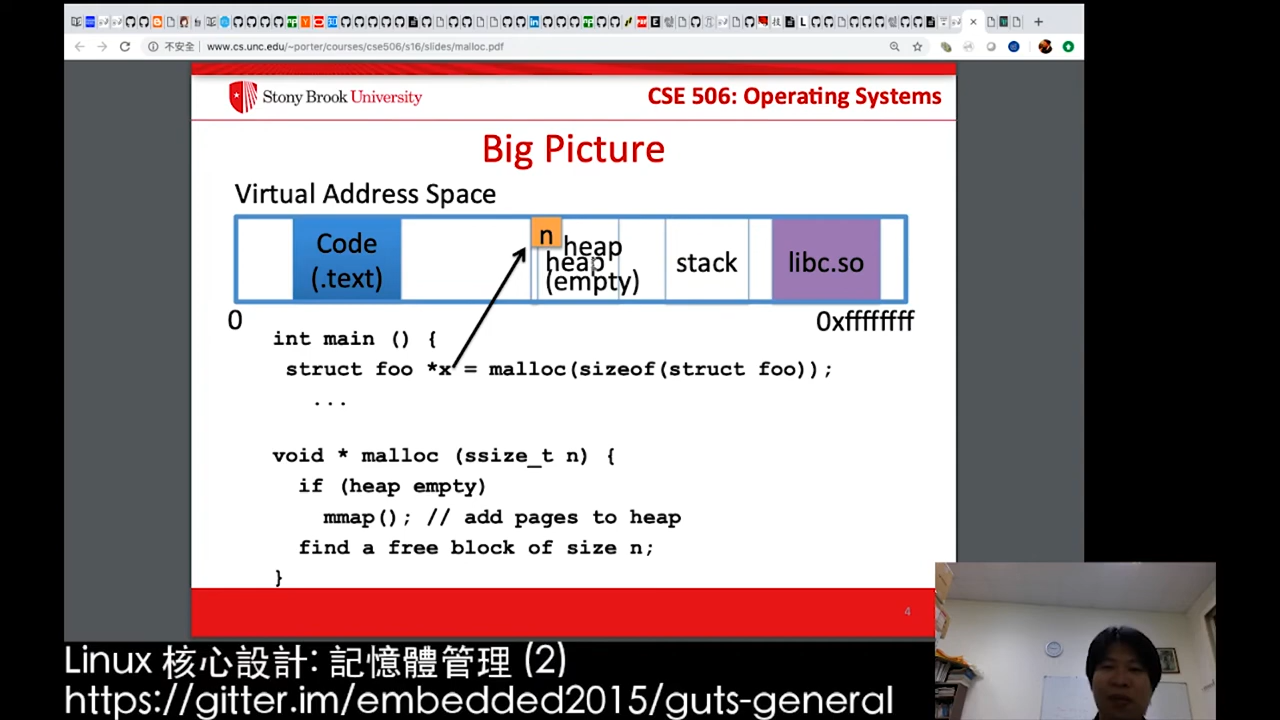 不安全 www.cs.unc.edu/~porter/courses/cse506/s16/slides/malloc.pdf
Stony Brook University
CSE 506: Operating Systems
Big Picture
Virtual Address Space
Code
(.text)
n
heap
heap
(empty)
stack
libc.so
0
0xffffffff
int main () {
struct foo *x = malloc(sizeof(struct foo));
...
void * malloc (ssize_t n) {
if (heap empty)
mmap(); // add pages to heap
find a free block of size n;
}
4
Linux 核心設計: 記憶體管理 (2)
https://gitter.im/embedded2015/guts-general